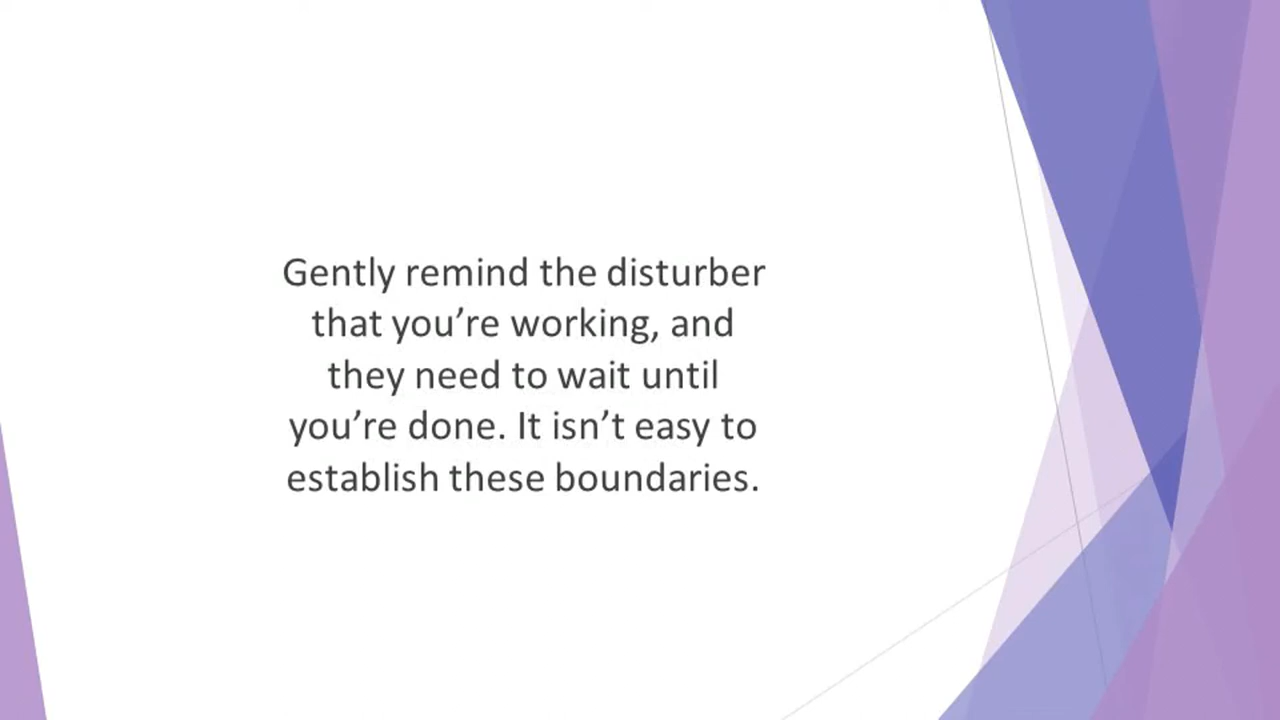 Gently remind the disturber
that you’re working, and
they need to wait until
you’re done. It isn’t easy to
establish these boundaries.